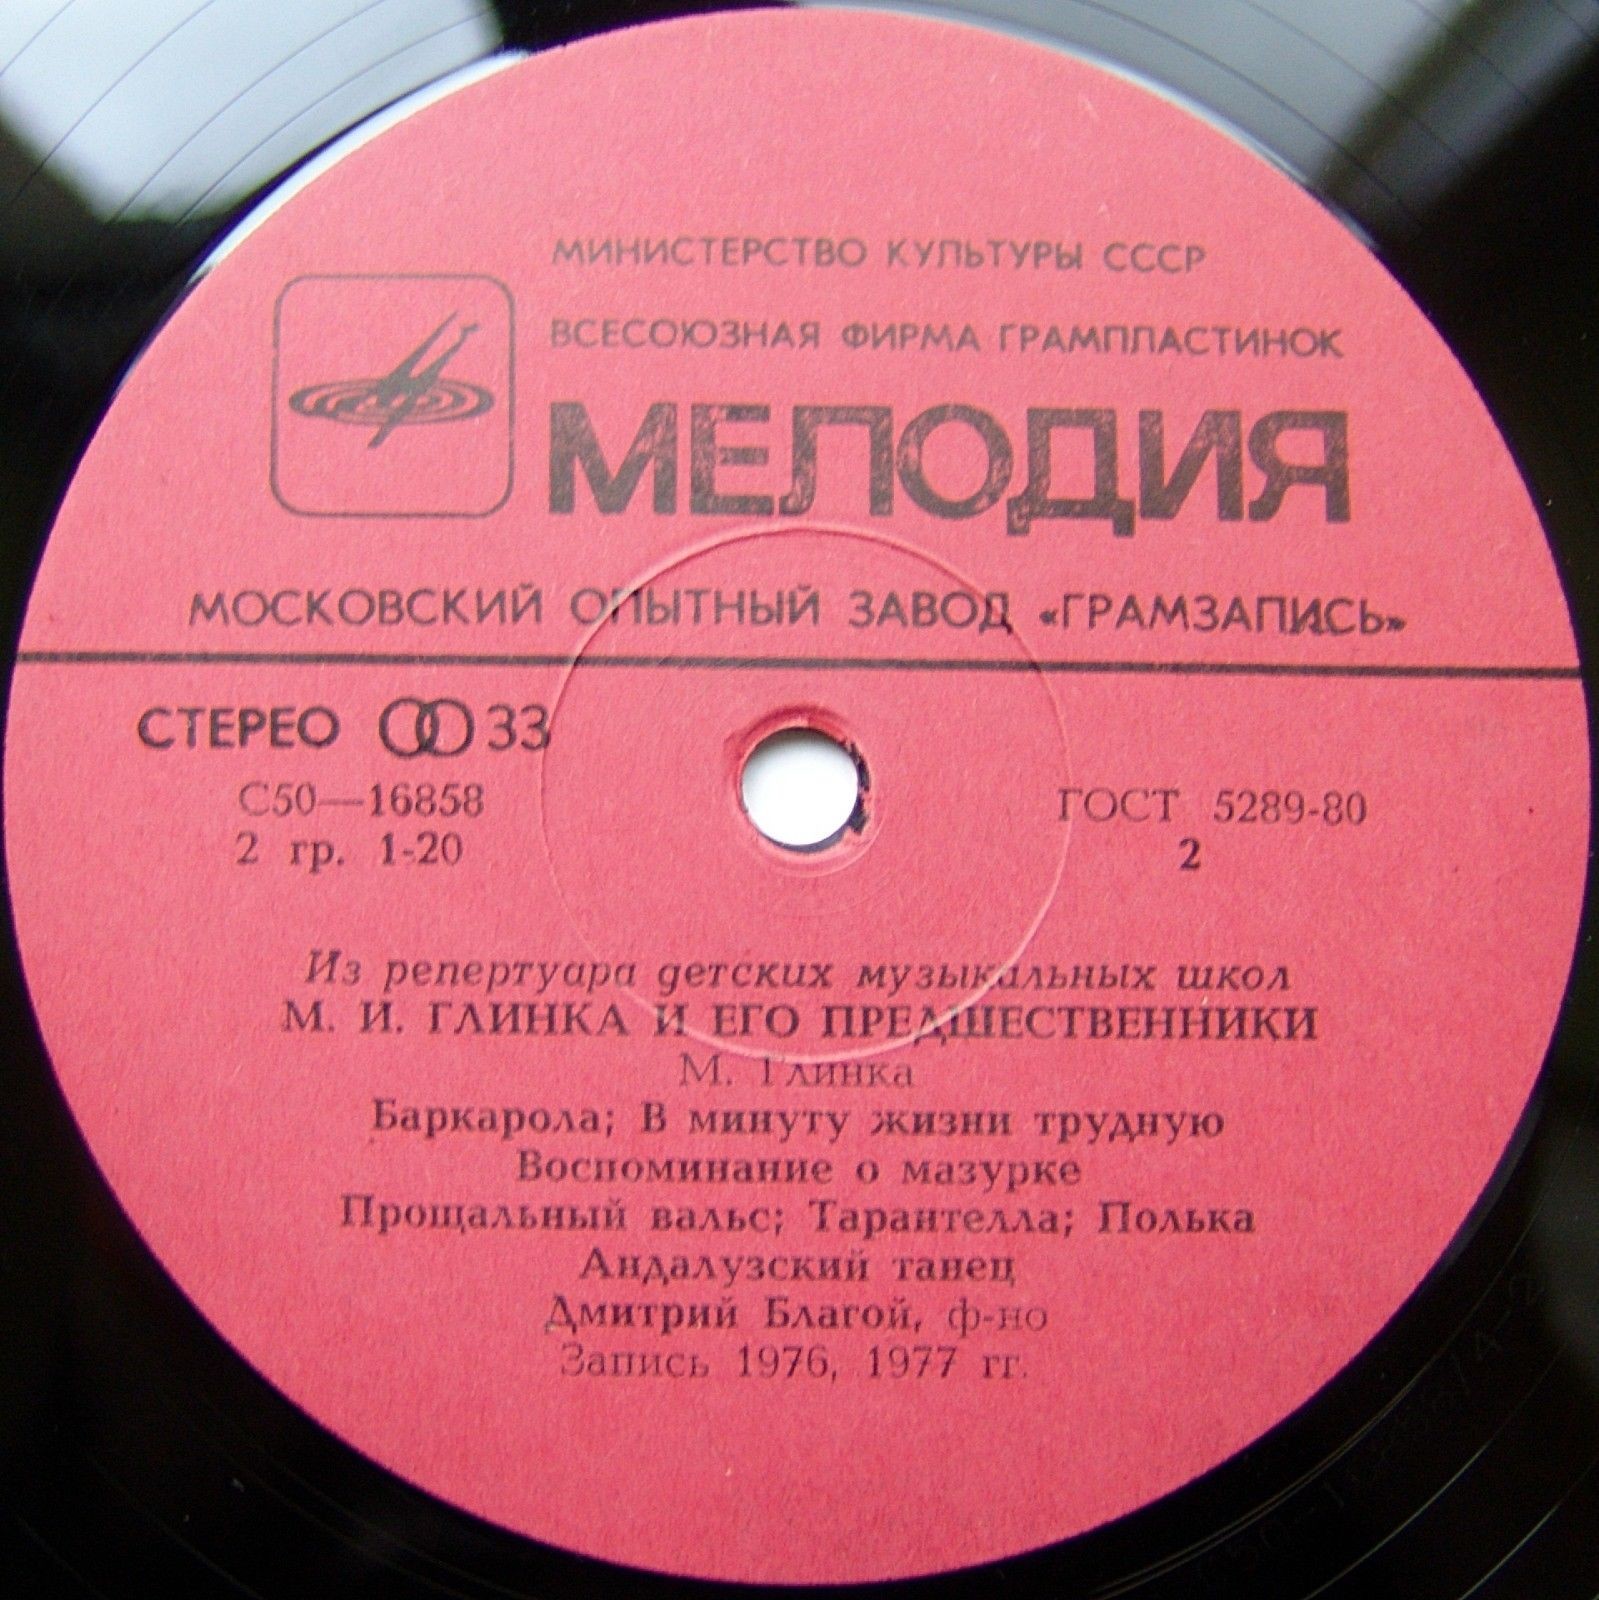 МИНИСТЕРСТВО КУЛЬТУРЫ СССР
ВСЕСОЮЗНАЯ ФИРМА ГРАМПЛАСТИНОК
МЕЛОДИЯ
МОСКОВСКИЙ ОПЫТНЫЙ ЗАВОД «ГРАМЗАПИСЬ»
СТЕРЕО 33
С50—16858
ГОСТ 5289-80
2 гр. 1-20
2
Из репертуара детских музыкальных школ
М. И. ГЛИНКА И ЕГО ПРЕДШЕСТВЕННИКИ
М. Глинка
Баркарола; В минуту жизни трудную
Воспоминание о мазурке
Прощальный вальс; Тарантелла; Полька
Андалузский танец
Дмитрий Благой, ф-но
Запись 1976, 1977 гг.